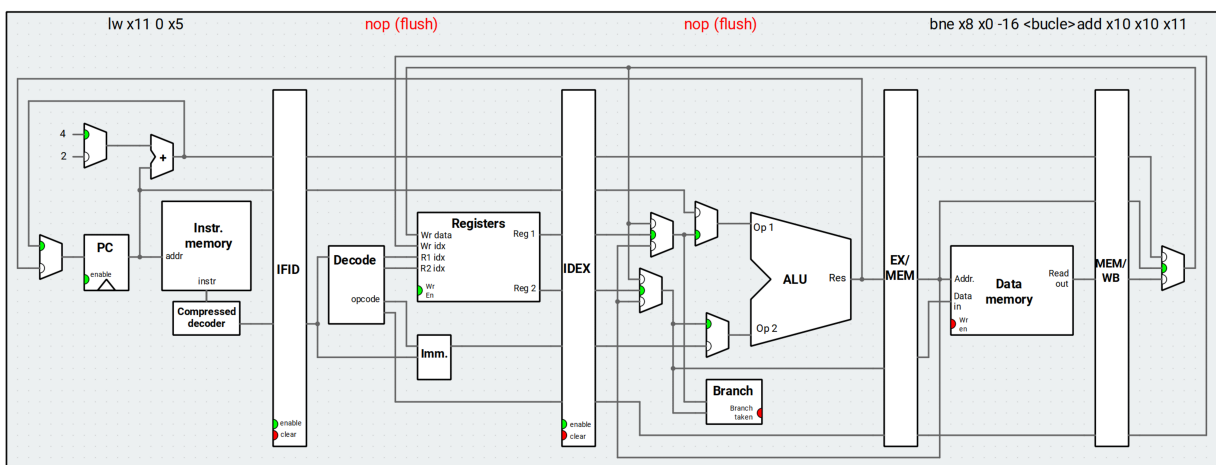 lw x11 0 x5
nop (flush)
nop (flush)
bne x8 x0 -16 <bucle>add x10 x10 x11
4
2
+
PC
enable
Instr.
memory
addr
instr
Compressed
decoder
IFID
enable
clear
Decode
opcode
Registers
Wr data
Wr idx
R1 idx
R2 idx
Wr
En
Reg 1
Reg 2
Imm.
IDEX
enable
clear
Op 1
ALU
Res
Op 2
Branch
Branch
taken
EX/
MEM
Addr.
Data
in
Wr
en
Data
memory
Read
out
MEM/
WB